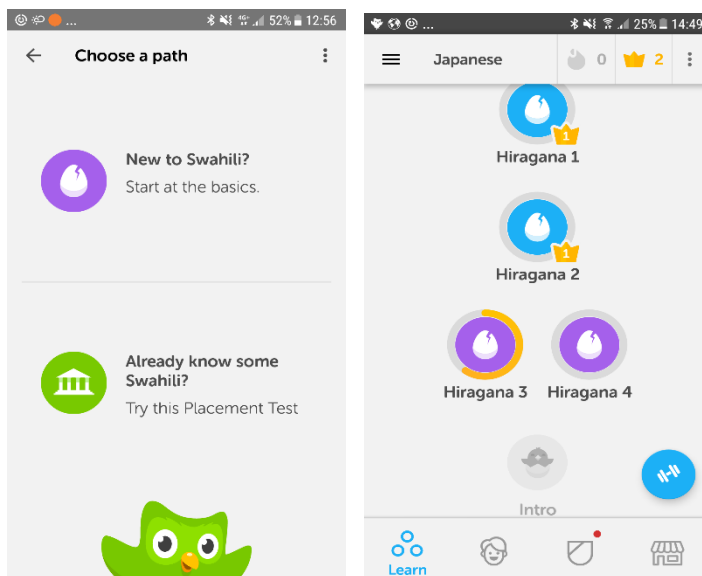 ... 4G+ 52% 12:56
Choose a path
New to Swahili?
Start at the basics.
Already know some
Swahili?
Try this Placement Test
... 25% 14:49
Japanese 0 2
1
Hiragana 1
1
Hiragana 2
Hiragana 3 Hiragana 4
Intro
Learn